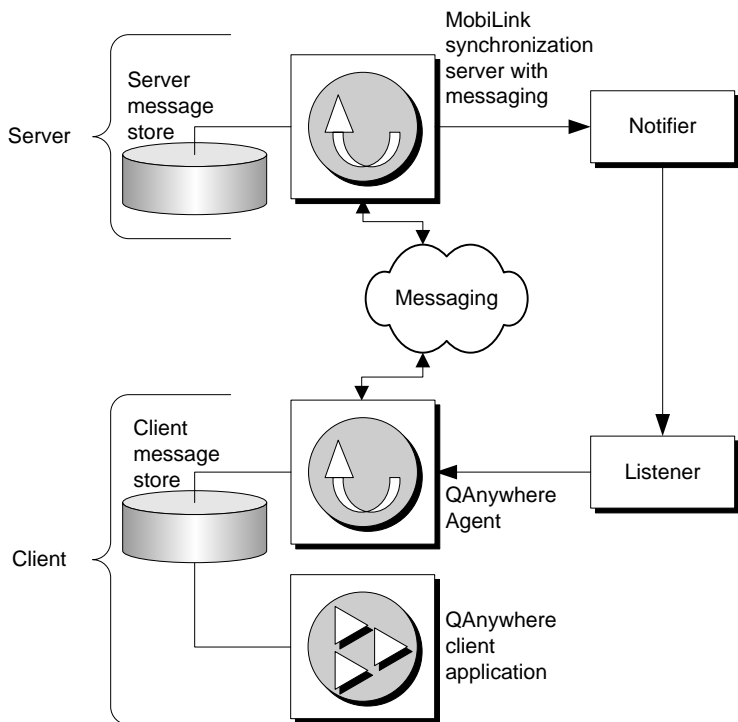 MobiLink
synchronization
server with
messaging
Server
message
store
Server
Notifier
Messaging
Client
message
store
Listener
QAnywhere
Agent
Client
QAnywhere
client
application